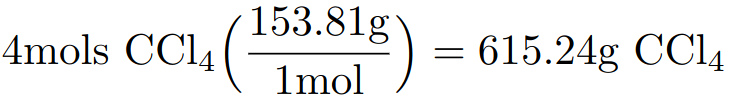 4mols CCl₄(153.81g/1mol) = 615.24g CCl₄